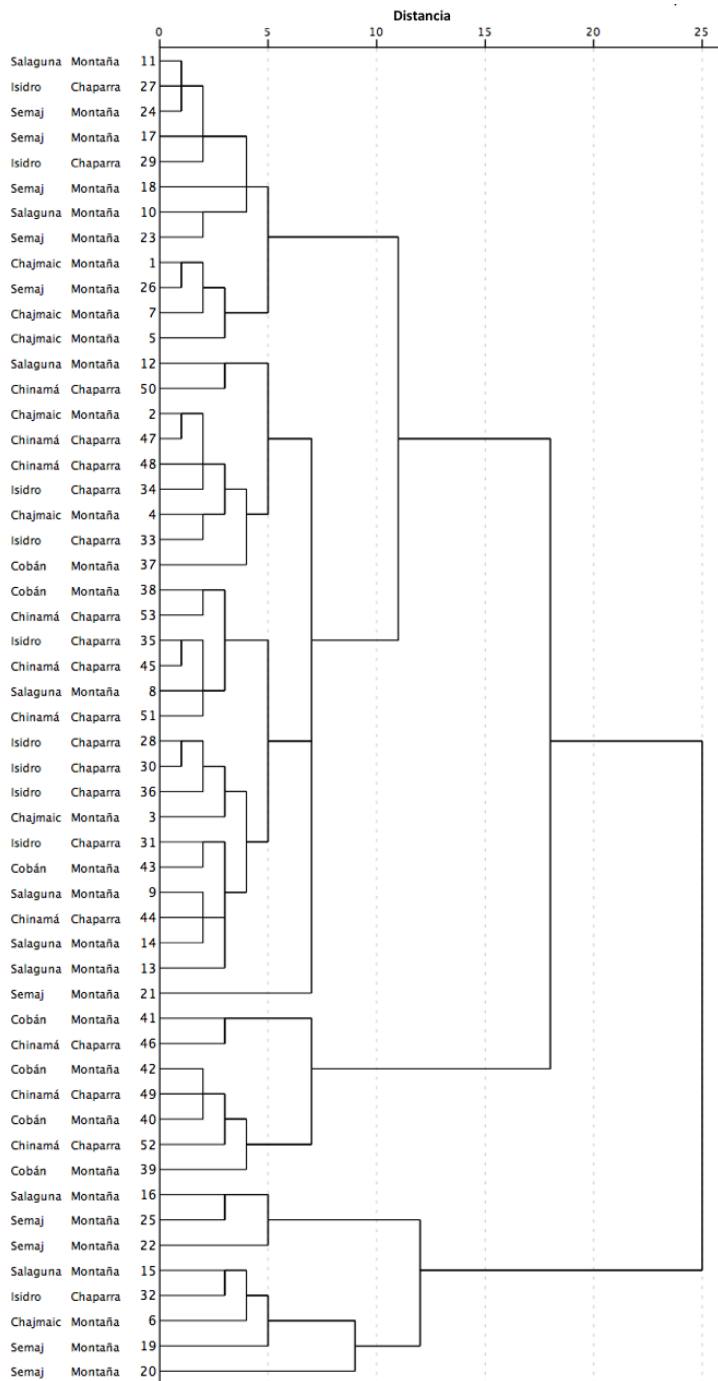 Distancia
0 5 10 15 20 25
Salaguna Montaña 11
Isidro Chaparra 27
Semaj Montaña 24
Semaj Montaña 17
Isidro Chaparra 29
Semaj Montaña 18
Salaguna Montaña 10
Semaj Montaña 23
Chajmaic Montaña 1
Semaj Montaña 26
Chajmaic Montaña 7
Chajmaic Montaña 5
Salaguna Montaña 12
Chinamá Chaparra 50
Chajmaic Montaña 2
Chinamá Chaparra 47
Chinamá Chaparra 48
Isidro Chaparra 34
Chajmaic Montaña 4
Isidro Chaparra 33
Cobán Montaña 37
Cobán Montaña 38
Chinamá Chaparra 53
Isidro Chaparra 35
Chinamá Chaparra 45
Salaguna Montaña 8
Chinamá Chaparra 51
Isidro Chaparra 28
Isidro Chaparra 30
Isidro Chaparra 36
Chajmaic Montaña 3
Isidro Chaparra 31
Cobán Montaña 43
Salaguna Montaña 9
Chinamá Chaparra 44
Salaguna Montaña 14
Salaguna Montaña 13
Semaj Montaña 21
Cobán Montaña 41
Chinamá Chaparra 46
Cobán Montaña 42
Chinamá Chaparra 49
Cobán Montaña 40
Chinamá Chaparra 52
Cobán Montaña 39
Salaguna Montaña 16
Semaj Montaña 25
Semaj Montaña 22
Salaguna Montaña 15
Isidro Chaparra 32
Chajmaic Montaña 6
Semaj Montaña 19
Semaj Montaña 20